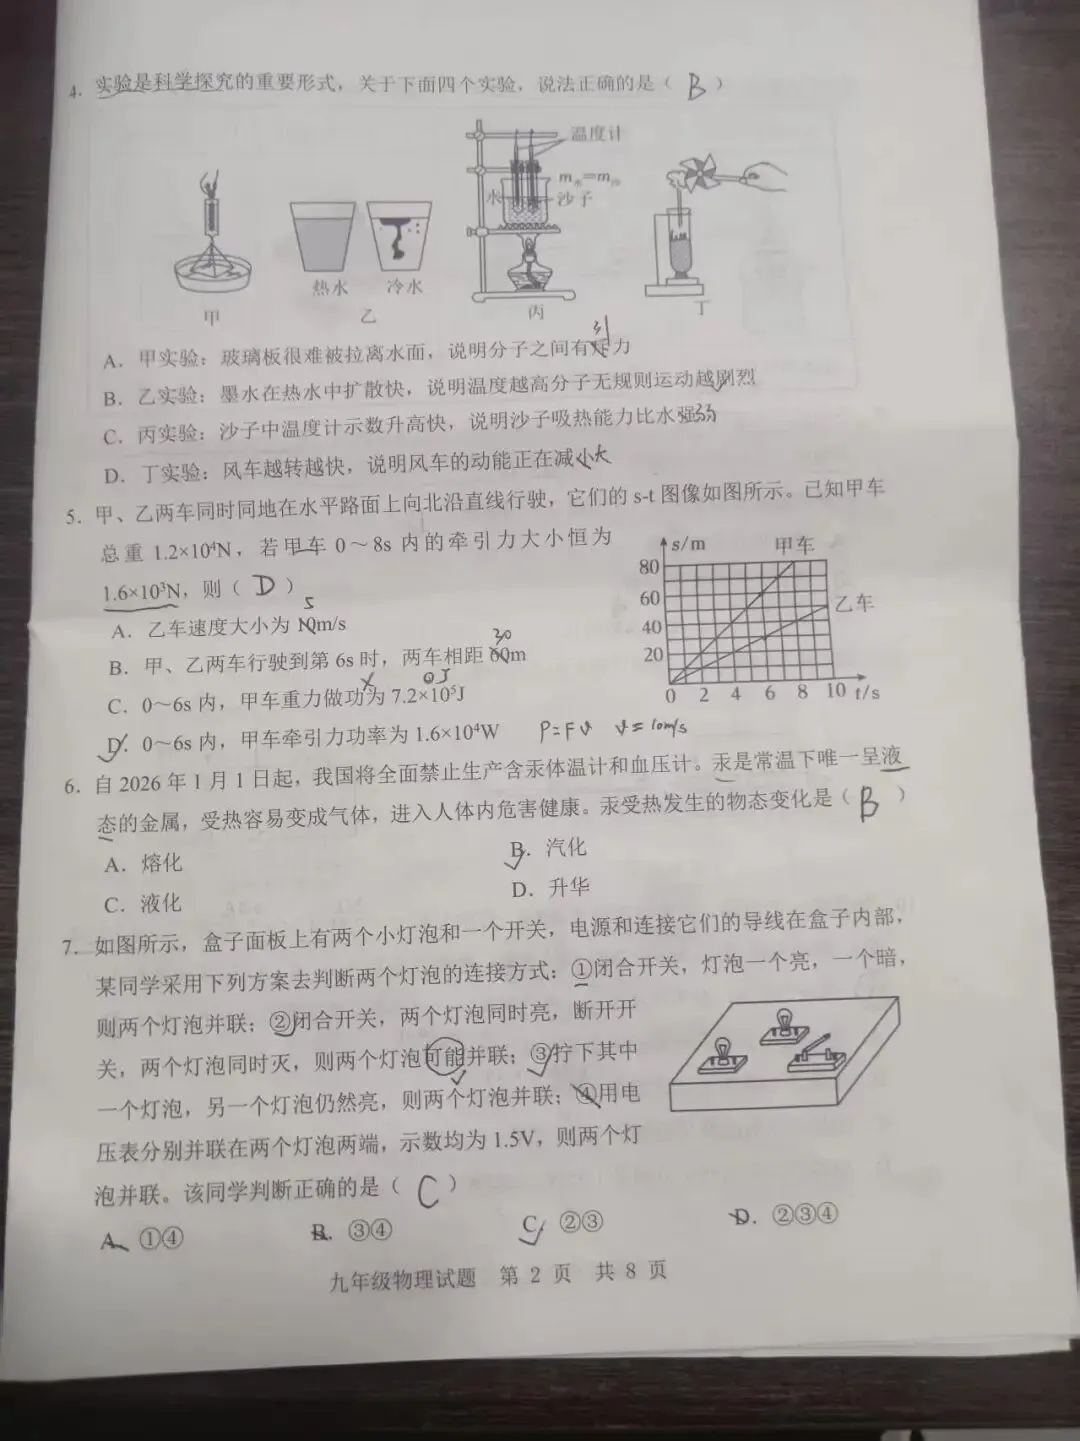 4．实验是科学探究的重要形式，关于下面四个实验，说法正确的是（ B ）
温度计
m水＝m沙
水 沙子
热水 冷水
甲 乙 丙 丁
引
A．甲实验：玻璃板很难被拉离水面，说明分子之间有斥力
B．乙实验：墨水在热水中扩散快，说明温度越高分子无规则运动越剧烈
C．丙实验：沙子中温度计示数升高快，说明沙子吸热能力比水强弱
D．丁实验：风车越转越快，说明风车的动能正在减小大
5．甲、乙两车同时同地在水平路面上向北沿直线行驶，它们的 s-t 图像如图所示。已知甲车
总重 1.2×10⁴N，若甲车 0～8s 内的牵引力大小恒为
1.6×10³N，则（ D ）
s/m 甲车
80
60 乙车
40
20
0 2 4 6 8 10 t/s
5
A．乙车速度大小为 10m/s
30
B．甲、乙两车行驶到第 6s 时，两车相距 60m
0J
C．0～6s 内，甲车重力做功为 7.2×10⁵J
D．0～6s 内，甲车牵引力功率为 1.6×10⁴W P=Fv v=10m/s
6．自 2026 年 1 月 1 日起，我国将全面禁止生产含汞体温计和血压计。汞是常温下唯一呈液
态的金属，受热容易变成气体，进入人体内危害健康。汞受热发生的物态变化是（ B ）
A．熔化 B．汽化
C．液化 D．升华
7．如图所示，盒子面板上有两个小灯泡和一个开关，电源和连接它们的导线在盒子内部，
某同学采用下列方案去判断两个灯泡的连接方式：①闭合开关，灯泡一个亮，一个暗，
则两个灯泡并联；②闭合开关，两个灯泡同时亮，断开开
关，两个灯泡同时灭，则两个灯泡可能并联；③拧下其中
一个灯泡，另一个灯泡仍然亮，则两个灯泡并联；④用电
压表分别并联在两个灯泡两端，示数均为 1.5V，则两个灯
泡并联。该同学判断正确的是（ C ）
A．①④ B．③④ C．②③ D．②③④
九年级物理试题 第 2 页 共 8 页